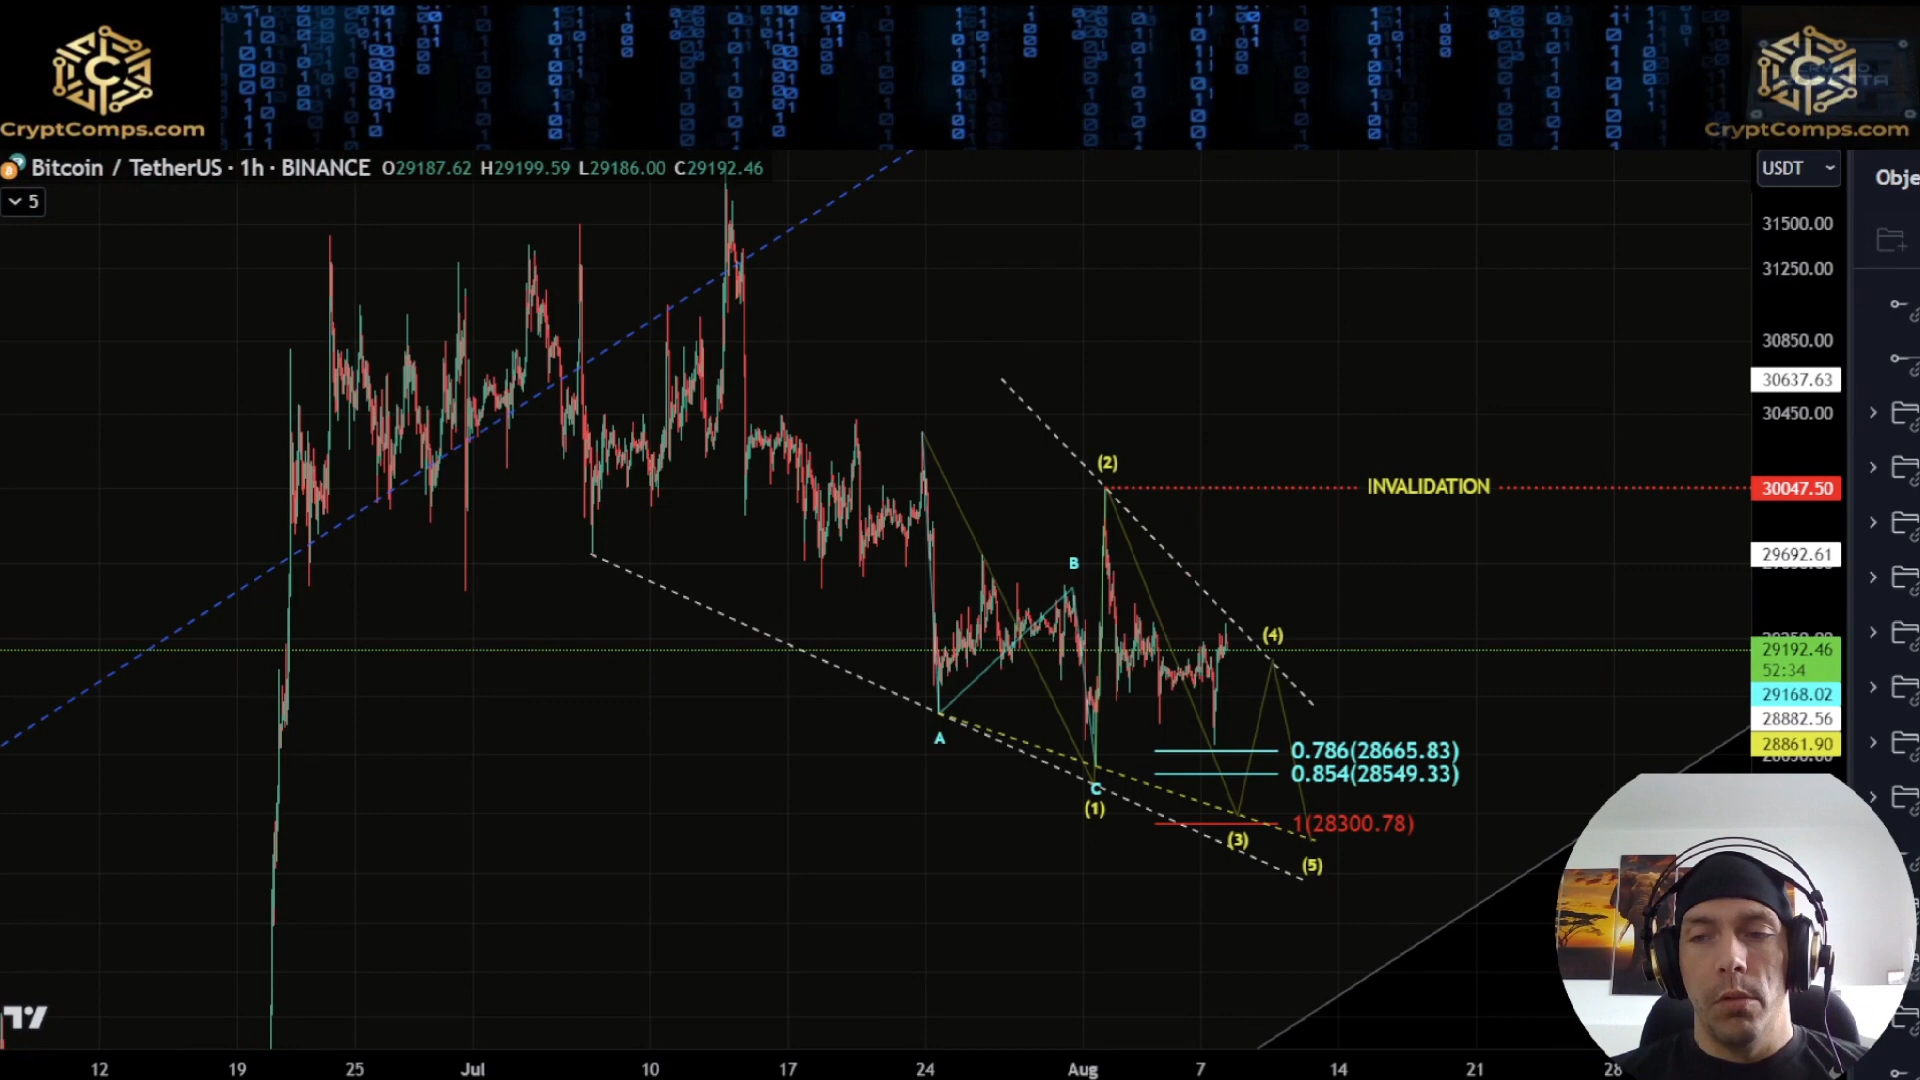 CryptComps.com
CryptComps.com
Bitcoin / TetherUS · 1h · BINANCE O29187.62 H29199.59 L29186.00 C29192.46
USDT
Obje
5
31500.00
31250.00
30850.00
30637.63
30450.00
(2)
INVALIDATION
30047.50
29692.61
B
(4)
29192.46
52:34
29168.02
28882.56
28861.90
A
0.786(28665.83)
0.854(28549.33)
C
(1)
1(28300.78)
(3)
(5)
12 19 25 Jul 10 17 24 Aug 7 14 21 28